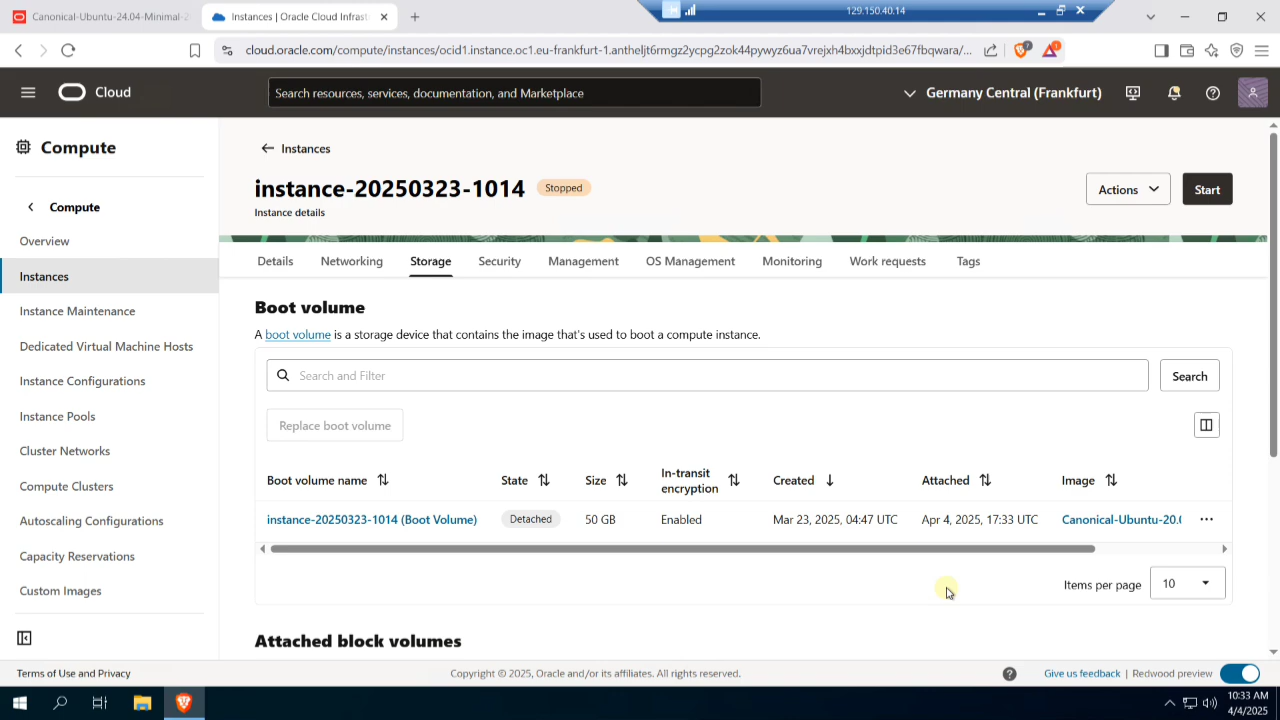 Canonical-Ubuntu-24.04-Minimal-2
Instances | Oracle Cloud Infrast
129.150.40.14
cloud.oracle.com/compute/instances/ocid1.instance.oc1.eu-frankfurt-1.antheljt6rmgz2ycpg2zok44pywyz6ua7vrejxh4bxxjdtpid3e67fbqwara/...
Cloud
Search resources, services, documentation, and Marketplace
Germany Central (Frankfurt)
Compute
Compute
Overview
Instances
Instance Maintenance
Dedicated Virtual Machine Hosts
Instance Configurations
Instance Pools
Cluster Networks
Compute Clusters
Autoscaling Configurations
Capacity Reservations
Custom Images
Instances
instance-20250323-1014 Stopped
Instance details
Actions
Start
Details Networking Storage Security Management OS Management Monitoring Work requests Tags
Boot volume
A boot volume is a storage device that contains the image that's used to boot a compute instance.
Search and Filter
Search
Replace boot volume
Boot volume name State Size In-transit encryption Created Attached Image
instance-20250323-1014 (Boot Volume) Detached 50 GB Enabled Mar 23, 2025, 04:47 UTC Apr 4, 2025, 17:33 UTC Canonical-Ubuntu-20.0
Items per page 10
Attached block volumes
Terms of Use and Privacy
Copyright © 2025, Oracle and/or its affiliates. All rights reserved.
Give us feedback | Redwood preview
10:33 AM
4/4/2025